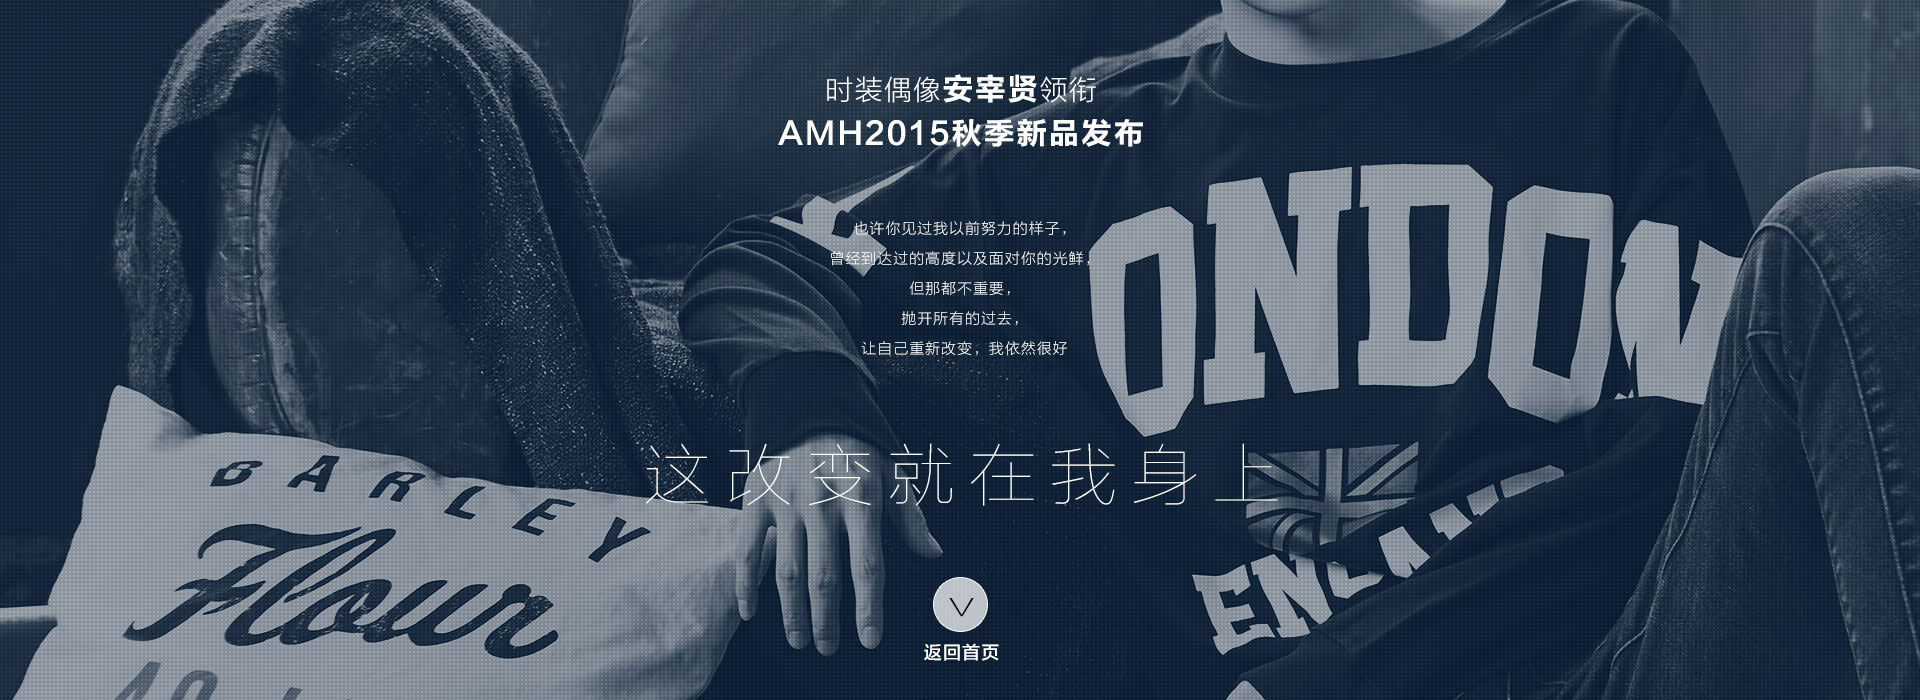 时装偶像安宰贤领衔
AMH2015秋季新品发布
也许你见过我以前努力的样子，
曾经到达过的高度以及面对你的光鲜，
但那都不重要，
抛开所有的过去，
让自己重新改变，我依然很好
ONDON
这改变就在我身上
BARLEY
Flour
返回首页